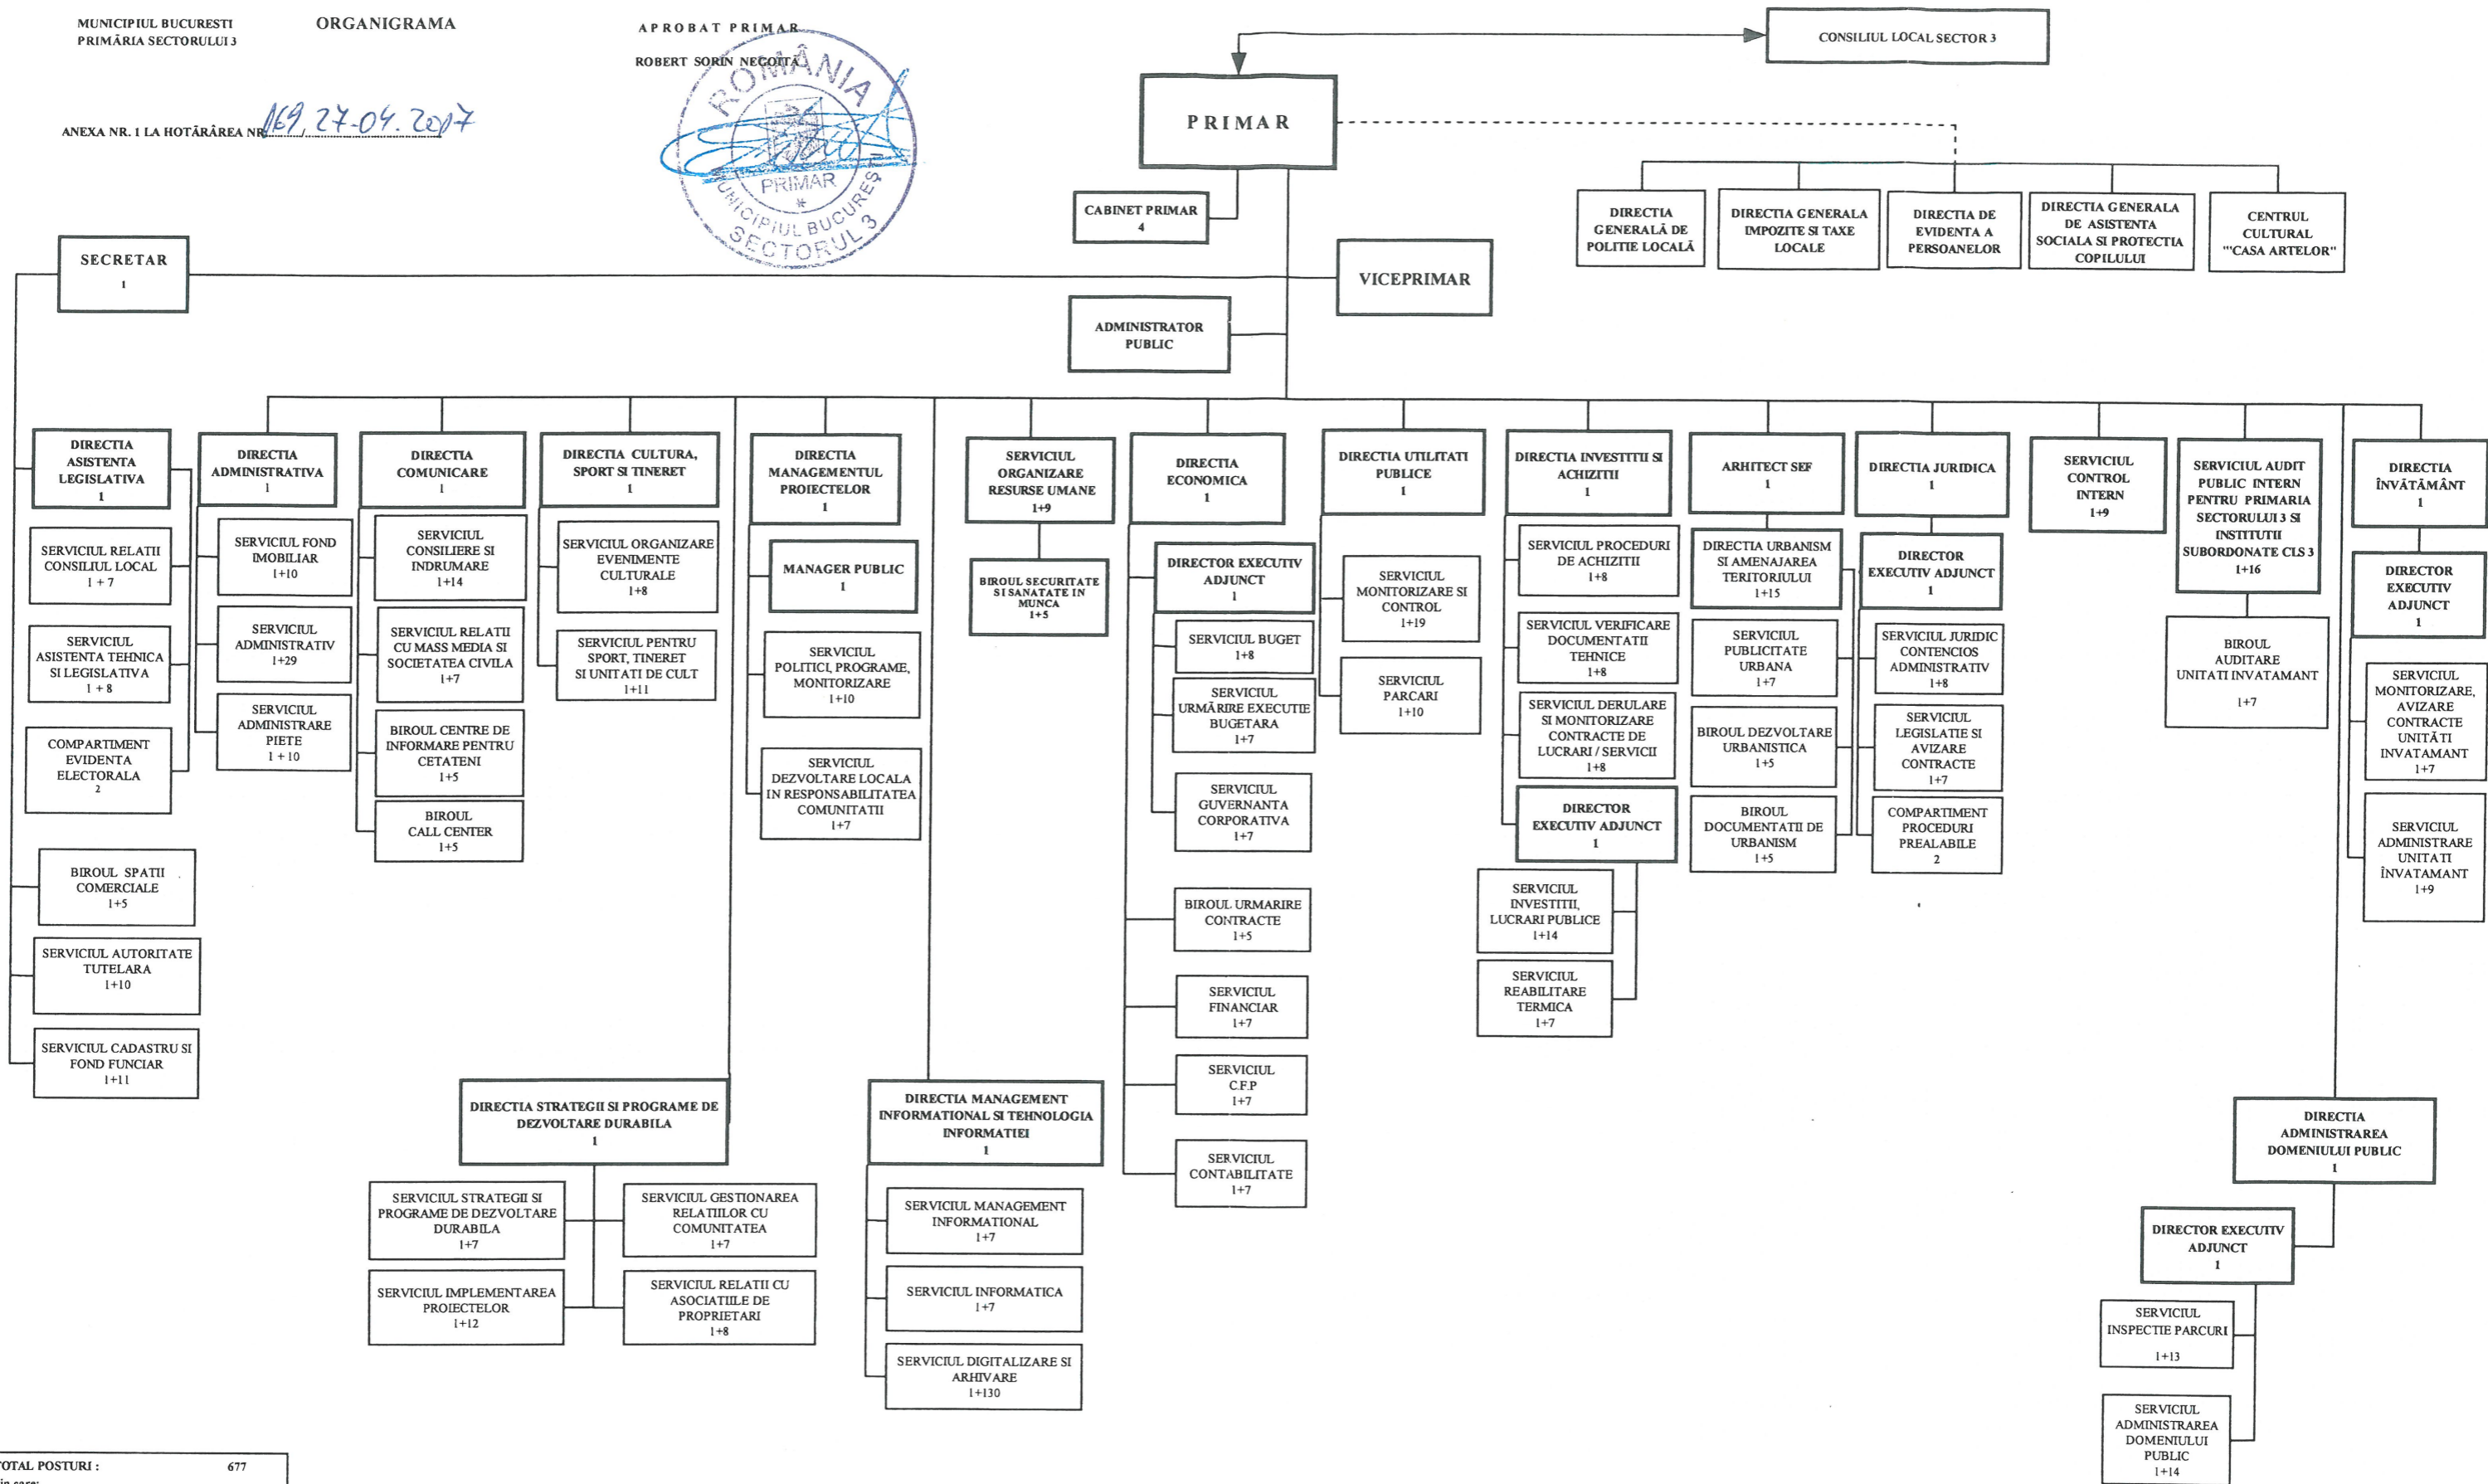 MUNICIPIUL BUCURESTI
PRIMĂRIA SECTORULUI 3
ORGANIGRAMA
APROBAT PRIMAR
ROBERT SORIN NEGOITĂ
ANEXA NR. 1 LA HOTĂRÂREA NR 169, 27-04. 2017
ROMÂNIA
PRIMAR
*
MUNICIPIUL BUCUREŞTI
SECTORUL 3
CONSILIUL LOCAL SECTOR 3
PRIMAR
CABINET PRIMAR
4
DIRECTIA
GENERALĂ DE
POLITIE LOCALĂ
DIRECTIA GENERALA
IMPOZITE SI TAXE
LOCALE
DIRECTIA DE
EVIDENTA A
PERSOANELOR
DIRECTIA GENERALA
DE ASISTENTA
SOCIALA SI PROTECTIA
COPILULUI
CENTRUL
CULTURAL
"'CASA ARTELOR"
SECRETAR
1
VICEPRIMAR
ADMINISTRATOR
PUBLIC
DIRECTIA
ASISTENTA
LEGISLATIVA
1
SERVICIUL RELATII
CONSILIUL LOCAL
1 + 7
SERVICIUL
ASISTENTA TEHNICA
SI LEGISLATIVA
1 + 8
COMPARTIMENT
EVIDENTA
ELECTORALA
2
BIROUL SPATII
COMERCIALE
1+5
SERVICIUL AUTORITATE
TUTELARA
1+10
SERVICIUL CADASTRU SI
FOND FUNCIAR
1+11
DIRECTIA
ADMINISTRATIVA
1
SERVICIUL FOND
IMOBILIAR
1+10
SERVICIUL
ADMINISTRATIV
1+29
SERVICIUL
ADMINISTRARE
PIETE
1 + 10
DIRECTIA
COMUNICARE
1
SERVICIUL
CONSILIERE SI
INDRUMARE
1+14
SERVICIUL RELATII
CU MASS MEDIA SI
SOCIETATEA CIVILA
1+7
BIROUL CENTRE DE
INFORMARE PENTRU
CETATENI
1+5
BIROUL
CALL CENTER
1+5
DIRECTIA CULTURA,
SPORT SI TINERET
1
SERVICIUL ORGANIZARE
EVENIMENTE
CULTURALE
1+8
SERVICIUL PENTRU
SPORT, TINERET
SI UNITATI DE CULT
1+11
DIRECTIA STRATEGII SI PROGRAME DE
DEZVOLTARE DURABILA
1
SERVICIUL STRATEGII SI
PROGRAME DE DEZVOLTARE
DURABILA
1+7
SERVICIUL GESTIONAREA
RELATIILOR CU
COMUNITATEA
1+7
SERVICIUL IMPLEMENTAREA
PROIECTELOR
1+12
SERVICIUL RELATII CU
ASOCIATIILE DE
PROPRIETARI
1+8
DIRECTIA
MANAGEMENTUL
PROIECTELOR
1
MANAGER PUBLIC
1
SERVICIUL
POLITICI, PROGRAME,
MONITORIZARE
1+10
SERVICIUL
DEZVOLTARE LOCALA
IN RESPONSABILITATEA
COMUNITATII
1+7
DIRECTIA MANAGEMENT
INFORMATIONAL SI TEHNOLOGIA
INFORMATIEI
1
SERVICIUL MANAGEMENT
INFORMATIONAL
1+7
SERVICIUL INFORMATICA
1+7
SERVICIUL DIGITALIZARE SI
ARHIVARE
1+130
SERVICIUL
ORGANIZARE
RESURSE UMANE
1+9
BIROUL SECURITATE
SI SANATATE IN
MUNCA
1+5
DIRECTIA
ECONOMICA
1
DIRECTOR EXECUTIV
ADJUNCT
1
SERVICIUL BUGET
1+8
SERVICIUL
URMĂRIRE EXECUTIE
BUGETARA
1+7
SERVICIUL
GUVERNANTA
CORPORATIVA
1+7
BIROUL URMARIRE
CONTRACTE
1+5
SERVICIUL
FINANCIAR
1+7
SERVICIUL
C.F.P
1+7
SERVICIUL
CONTABILITATE
1+7
DIRECTIA UTILITATI
PUBLICE
1
SERVICIUL
MONITORIZARE SI
CONTROL
1+19
SERVICIUL
PARCARI
1+10
DIRECTIA INVESTITII SI
ACHIZITII
1
SERVICIUL PROCEDURI
DE ACHIZITII
1+8
SERVICIUL VERIFICARE
DOCUMENTATII
TEHNICE
1+8
SERVICIUL DERULARE
SI MONITORIZARE
CONTRACTE DE
LUCRARI / SERVICII
1+8
DIRECTOR
EXECUTIV ADJUNCT
1
SERVICIUL
INVESTITII,
LUCRARI PUBLICE
1+14
SERVICIUL
REABILITARE
TERMICA
1+7
ARHITECT SEF
1
DIRECTIA URBANISM
SI AMENAJAREA
TERITORIULUI
1+15
SERVICIUL
PUBLICITATE
URBANA
1+7
BIROUL DEZVOLTARE
URBANISTICA
1+5
BIROUL
DOCUMENTATII DE
URBANISM
1+5
DIRECTIA JURIDICA
1
DIRECTOR
EXECUTIV ADJUNCT
1
SERVICIUL JURIDIC
CONTENCIOS
ADMINISTRATIV
1+8
SERVICIUL
LEGISLATIE SI
AVIZARE
CONTRACTE
1+7
COMPARTIMENT
PROCEDURI
PREALABILE
2
SERVICIUL
CONTROL
INTERN
1+9
SERVICIUL AUDIT
PUBLIC INTERN
PENTRU PRIMARIA
SECTORULUI 3 SI
INSTITUTII
SUBORDONATE CLS 3
1+16
BIROUL
AUDITARE
UNITATI INVATAMANT
1+7
DIRECTIA
ÎNVĂTĂMÂNT
1
DIRECTOR
EXECUTIV
ADJUNCT
1
SERVICIUL
MONITORIZARE,
AVIZARE
CONTRACTE
UNITĂTI
INVATAMANT
1+7
SERVICIUL
ADMINISTRARE
UNITATI
ÎNVATAMANT
1+9
DIRECTIA
ADMINISTRAREA
DOMENIULUI PUBLIC
1
DIRECTOR EXECUTIV
ADJUNCT
1
SERVICIUL
INSPECTIE PARCURI
1+13
SERVICIUL
ADMINISTRAREA
DOMENIULUI
PUBLIC
1+14
TOTAL POSTURI : 677